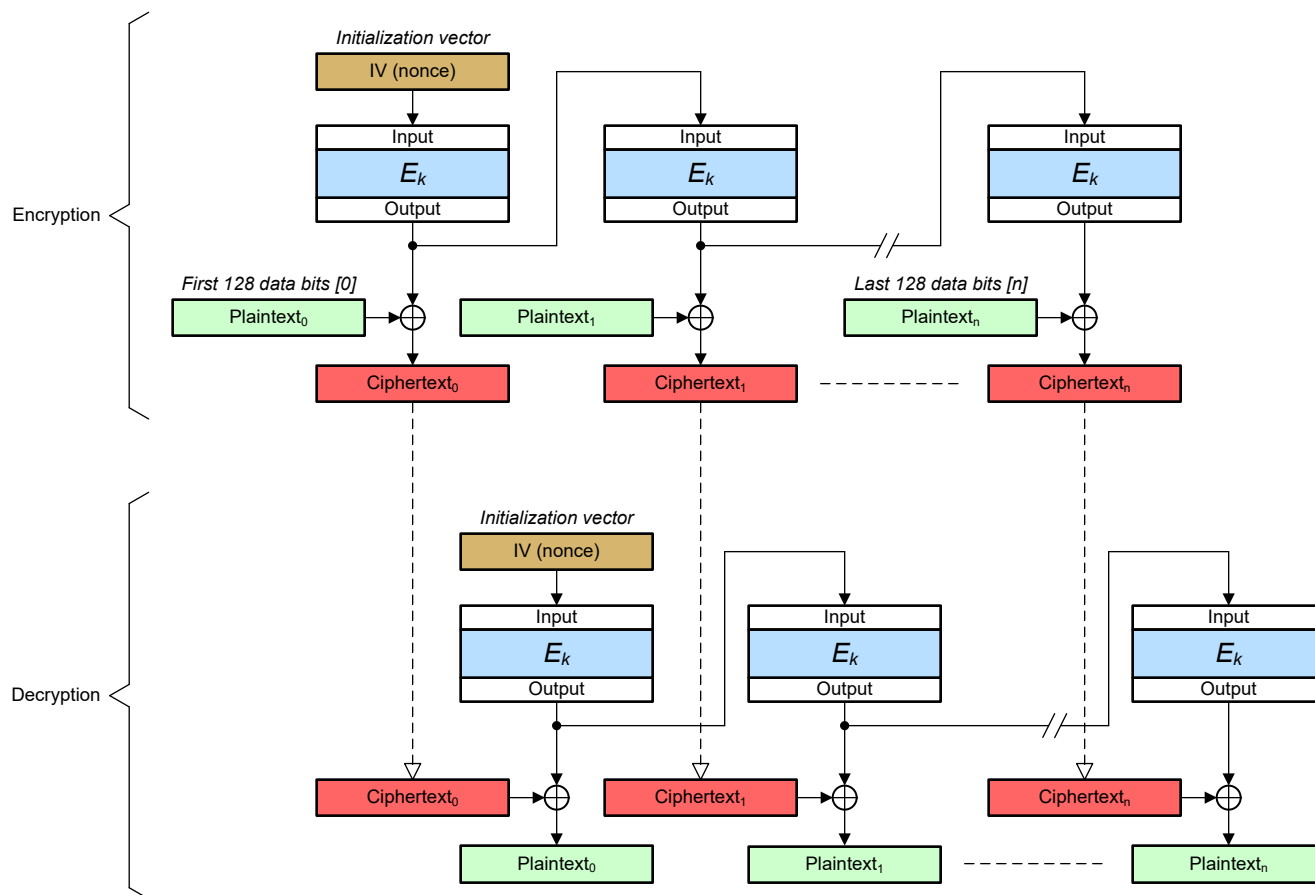 Initialization vector
IV (nonce)
Input Input Input
Eₖ Eₖ Eₖ
Output Output Output
Encryption
First 128 data bits [0] Last 128 data bits [n]
Plaintext₀ Plaintext₁ Plaintextₙ
Ciphertext₀ Ciphertext₁ Ciphertextₙ
Initialization vector
IV (nonce)
Input Input Input
Eₖ Eₖ Eₖ
Output Output Output
Decryption
Ciphertext₀ Ciphertext₁ Ciphertextₙ
Plaintext₀ Plaintext₁ Plaintextₙ